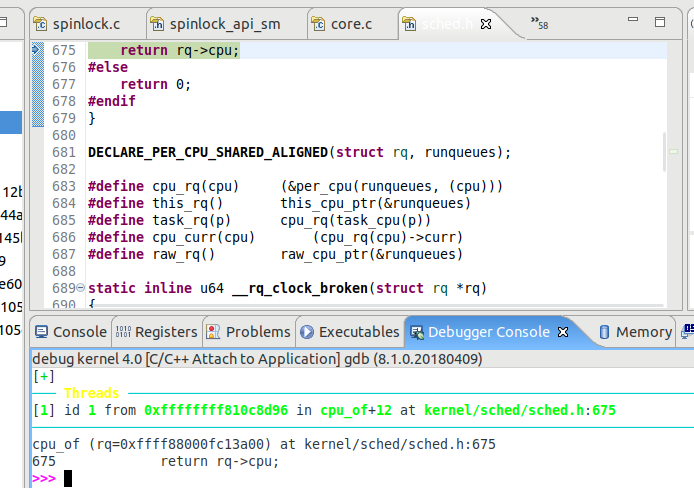 spinlock.c
spinlock_api_sm
core.c
sched.h
»58
675 return rq->cpu;
676 #else
677 return 0;
678 #endif
679 }
680
681 DECLARE_PER_CPU_SHARED_ALIGNED(struct rq, runqueues);
682
683 #define cpu_rq(cpu) (&per_cpu(runqueues, (cpu)))
684 #define this_rq() this_cpu_ptr(&runqueues)
685 #define task_rq(p) cpu_rq(task_cpu(p))
686 #define cpu_curr(cpu) (cpu_rq(cpu)->curr)
687 #define raw_rq() raw_cpu_ptr(&runqueues)
688
689 static inline u64 __rq_clock_broken(struct rq *rq)
690 {
12b
44a
145b
9
e60
105
105
Console
Registers
Problems
Executables
Debugger Console
Memory
debug kernel 4.0 [C/C++ Attach to Application] gdb (8.1.0.20180409)
[+]
Threads
[1] id 1 from 0xffffffff810c8d96 in cpu_of+12 at kernel/sched/sched.h:675
cpu_of (rq=0xffff88000fc13a00) at kernel/sched/sched.h:675
675 return rq->cpu;
>>>